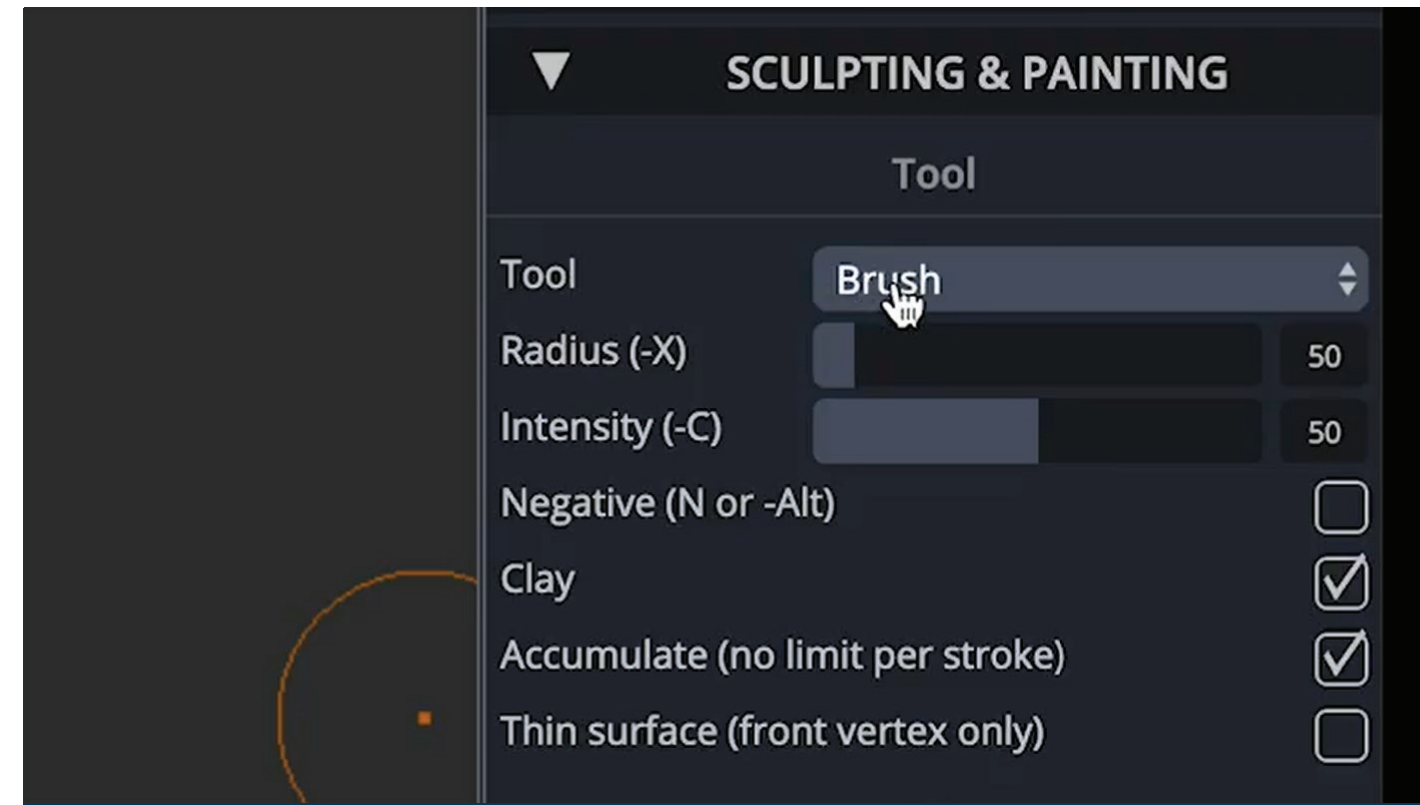 SCULPTING & PAINTING
Tool
Tool Brush
Radius (-X) 50
Intensity (-C) 50
Negative (N or -Alt)
Clay
Accumulate (no limit per stroke)
Thin surface (front vertex only)